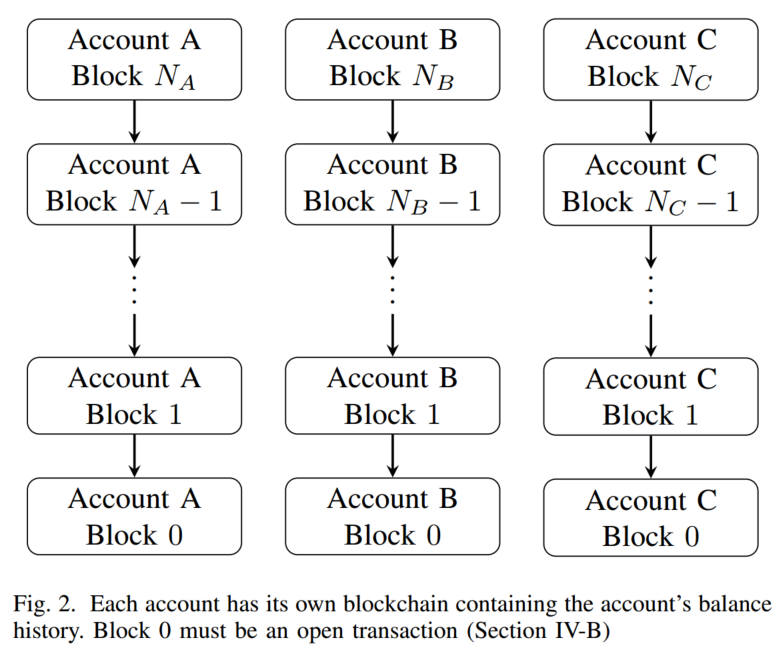 Account A
Block N_A
Account B
Block N_B
Account C
Block N_C
Account A
Block N_A − 1
Account B
Block N_B − 1
Account C
Block N_C − 1
⋮
⋮
⋮
Account A
Block 1
Account B
Block 1
Account C
Block 1
Account A
Block 0
Account B
Block 0
Account C
Block 0
Fig. 2. Each account has its own blockchain containing the account's balance
history. Block 0 must be an open transaction (Section IV-B)